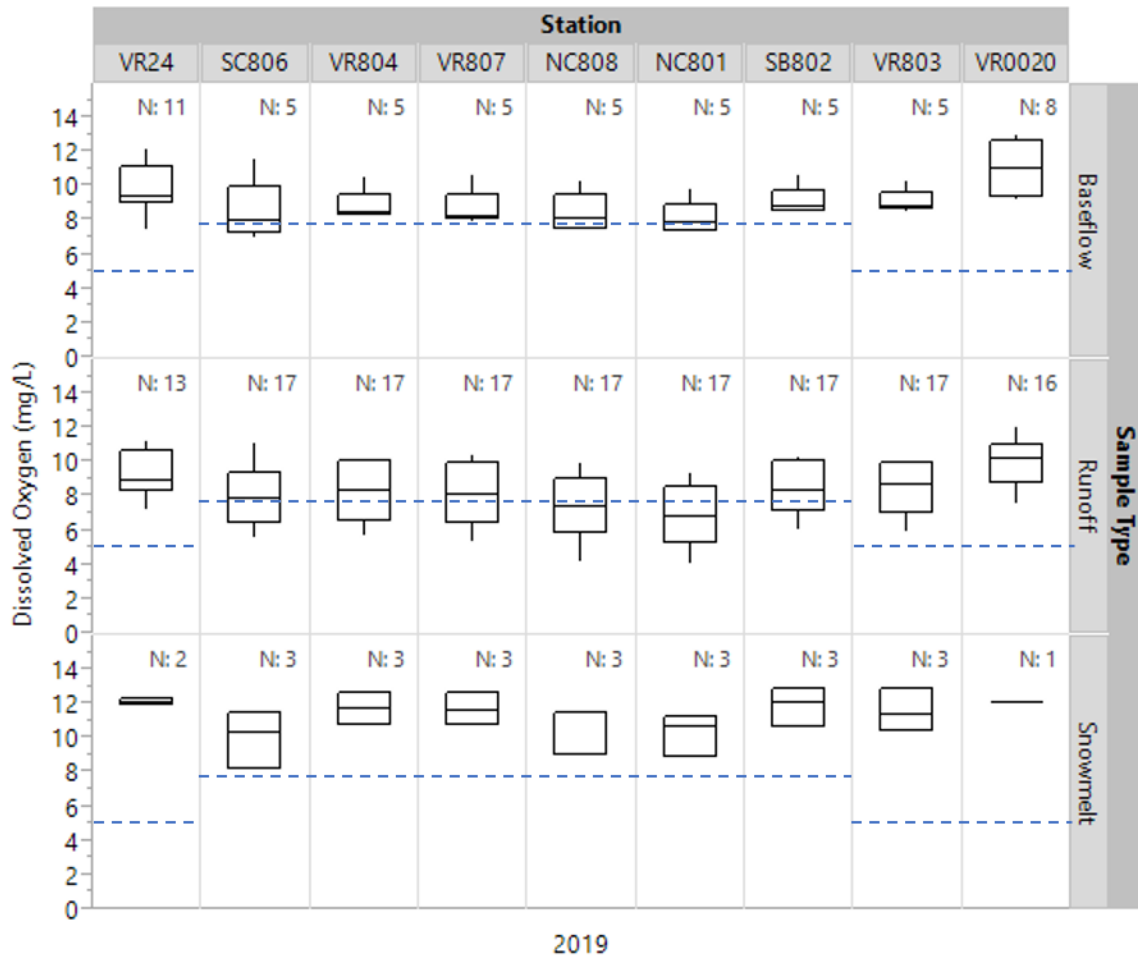 Station
VR24 SC806 VR804 VR807 NC808 NC801 SB802 VR803 VR0020
N: 11 N: 5 N: 5 N: 5 N: 5 N: 5 N: 5 N: 5 N: 8
14
12
10
8
6
4
2
0
Baseflow
N: 13 N: 17 N: 17 N: 17 N: 17 N: 17 N: 17 N: 17 N: 16
14
12
10
8
6
4
2
0
Runoff
N: 2 N: 3 N: 3 N: 3 N: 3 N: 3 N: 3 N: 3 N: 1
14
12
10
8
6
4
2
0
Snowmelt
Dissolved Oxygen (mg/L)
Sample Type
2019